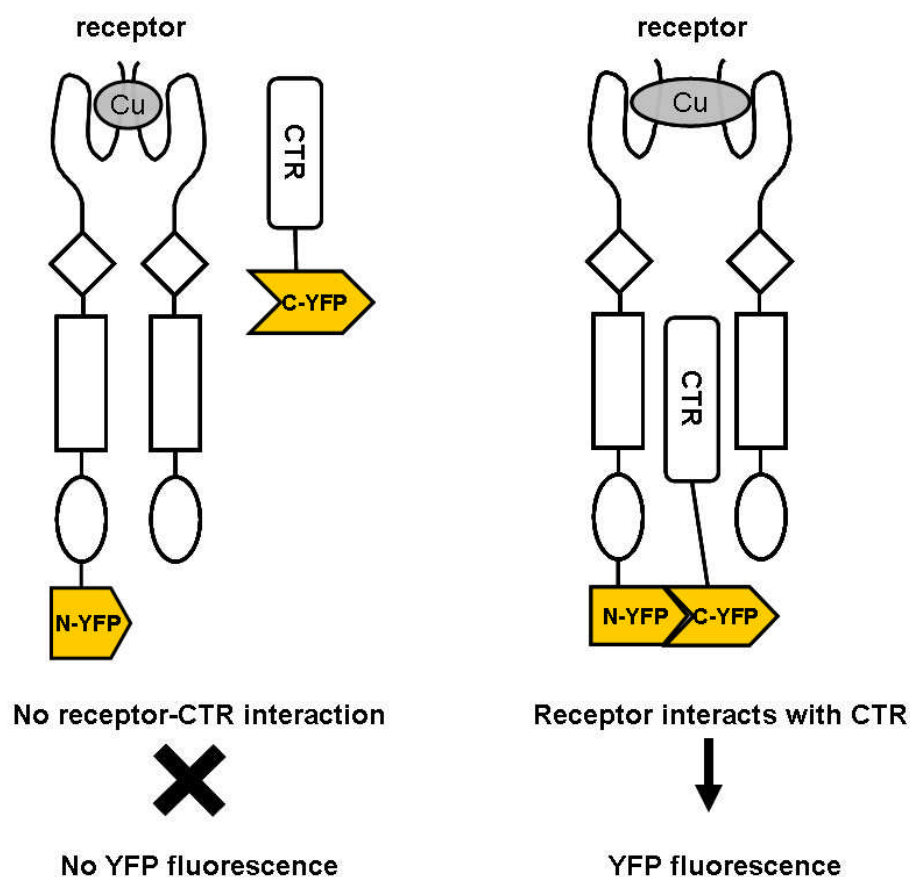 receptor
Cu
CTR
C-YFP
N-YFP
No receptor-CTR interaction
No YFP fluorescence
receptor
Cu
CTR
N-YFP
C-YFP
Receptor interacts with CTR
YFP fluorescence